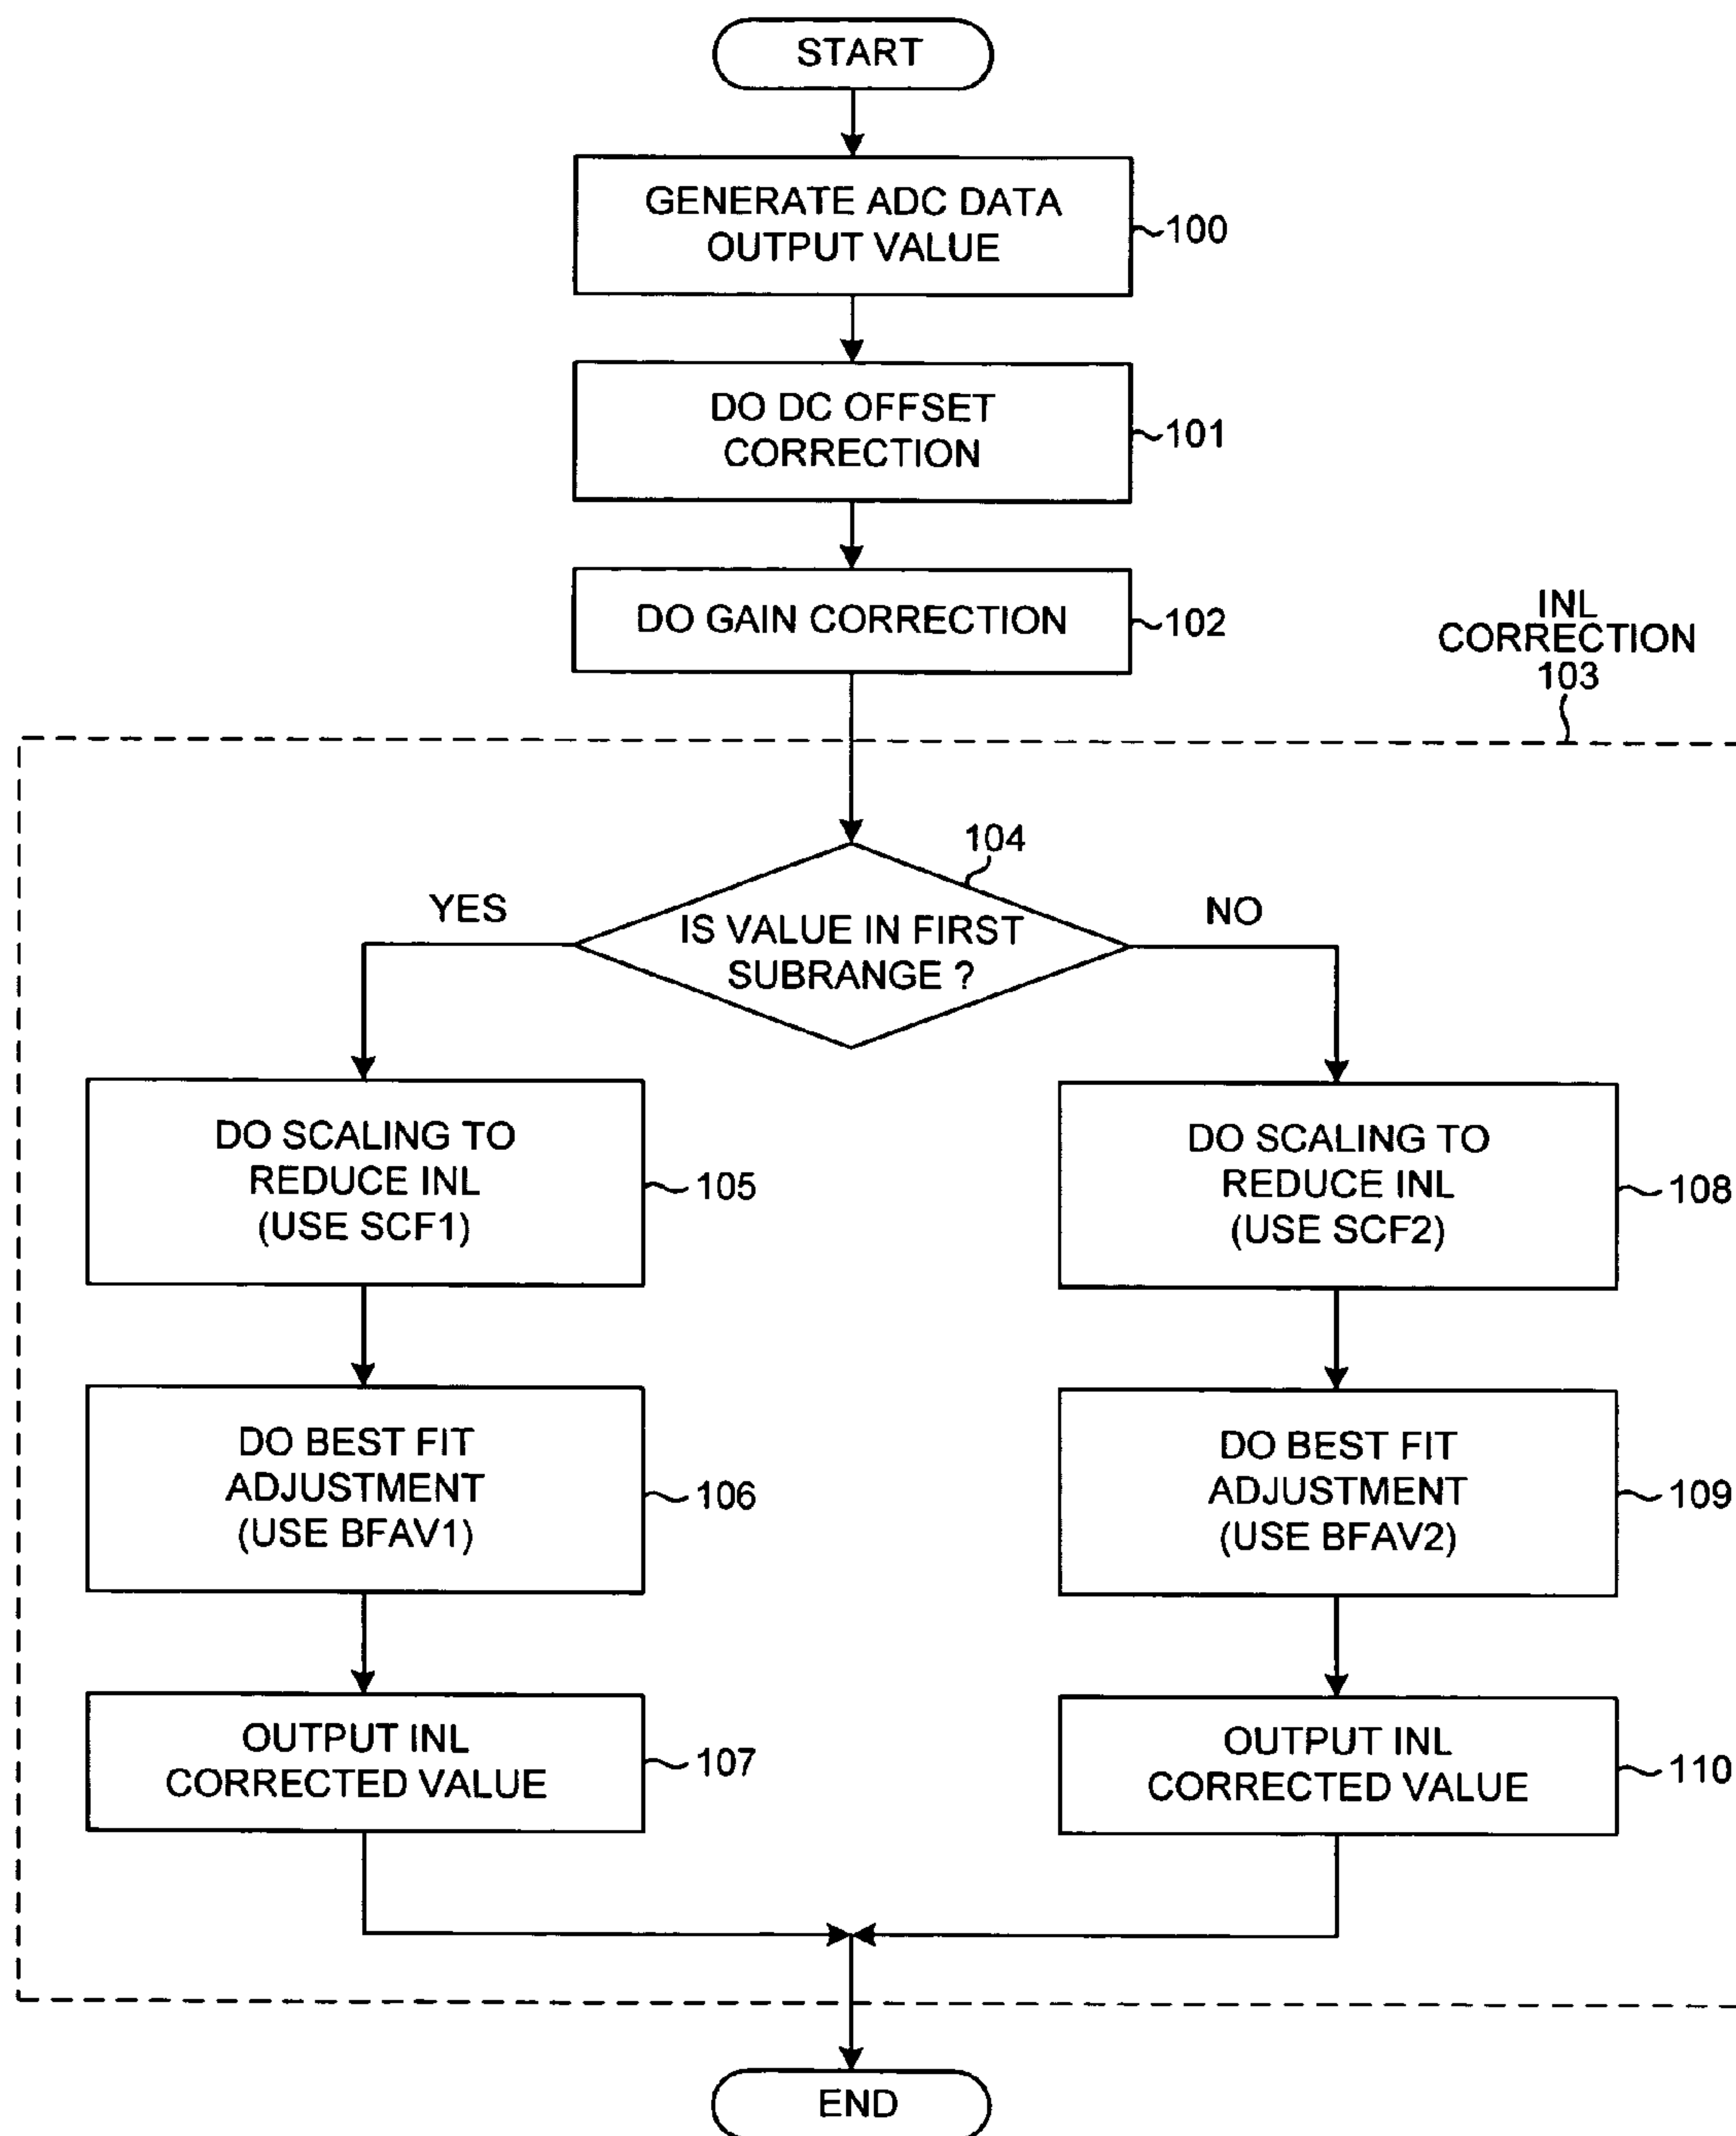 START
GENERATE ADC DATA
OUTPUT VALUE
100
DO DC OFFSET
CORRECTION
101
DO GAIN CORRECTION
102
INL
CORRECTION
103
104
YES
IS VALUE IN FIRST
SUBRANGE ?
NO
DO SCALING TO
REDUCE INL
(USE SCF1)
105
DO SCALING TO
REDUCE INL
(USE SCF2)
108
DO BEST FIT
ADJUSTMENT
(USE BFAV1)
106
DO BEST FIT
ADJUSTMENT
(USE BFAV2)
109
OUTPUT INL
CORRECTED VALUE
107
OUTPUT INL
CORRECTED VALUE
110
END